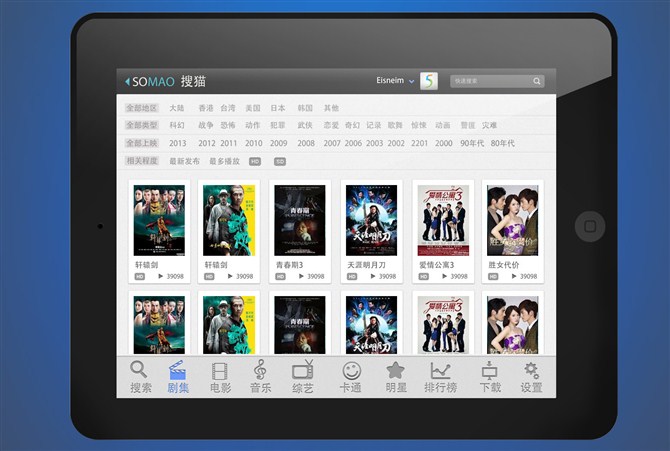 SOMAO 搜猫
Eisneim
快速搜索
全部地区 大陆 香港 台湾 美国 日本 韩国 其他
全部类型 科幻 战争 恐怖 动作 犯罪 武侠 恋爱 奇幻 记录 歌舞 惊悚 动画 灾难
全部上映 2013 2012 2011 2010 2009 2008 2007 2006 2003 2002 2201 2000 90年代 80年代
相关程度 最新发布 最多播放 HD SD
轩辕剑 轩辕剑 青春期3 天涯明月刀 爱情公寓3 胜女代价
HD 39098 HD 39098 HD 39098 HD 39098 HD 39098 HD 39098
搜索 剧集 电影 音乐 综艺 卡通 明星 排行榜 下载 设置